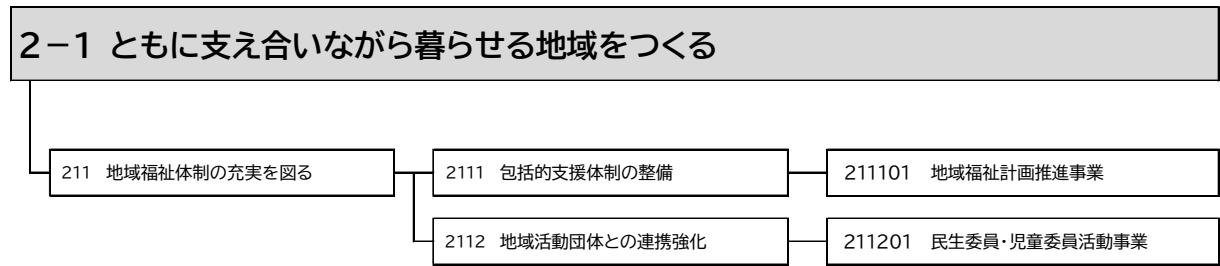 2－1 ともに支え合いながら暮らせる地域をつくる
211 地域福祉体制の充実を図る
2111 包括的支援体制の整備
211101 地域福祉計画推進事業
2112 地域活動団体との連携強化
211201 民生委員・児童委員活動事業